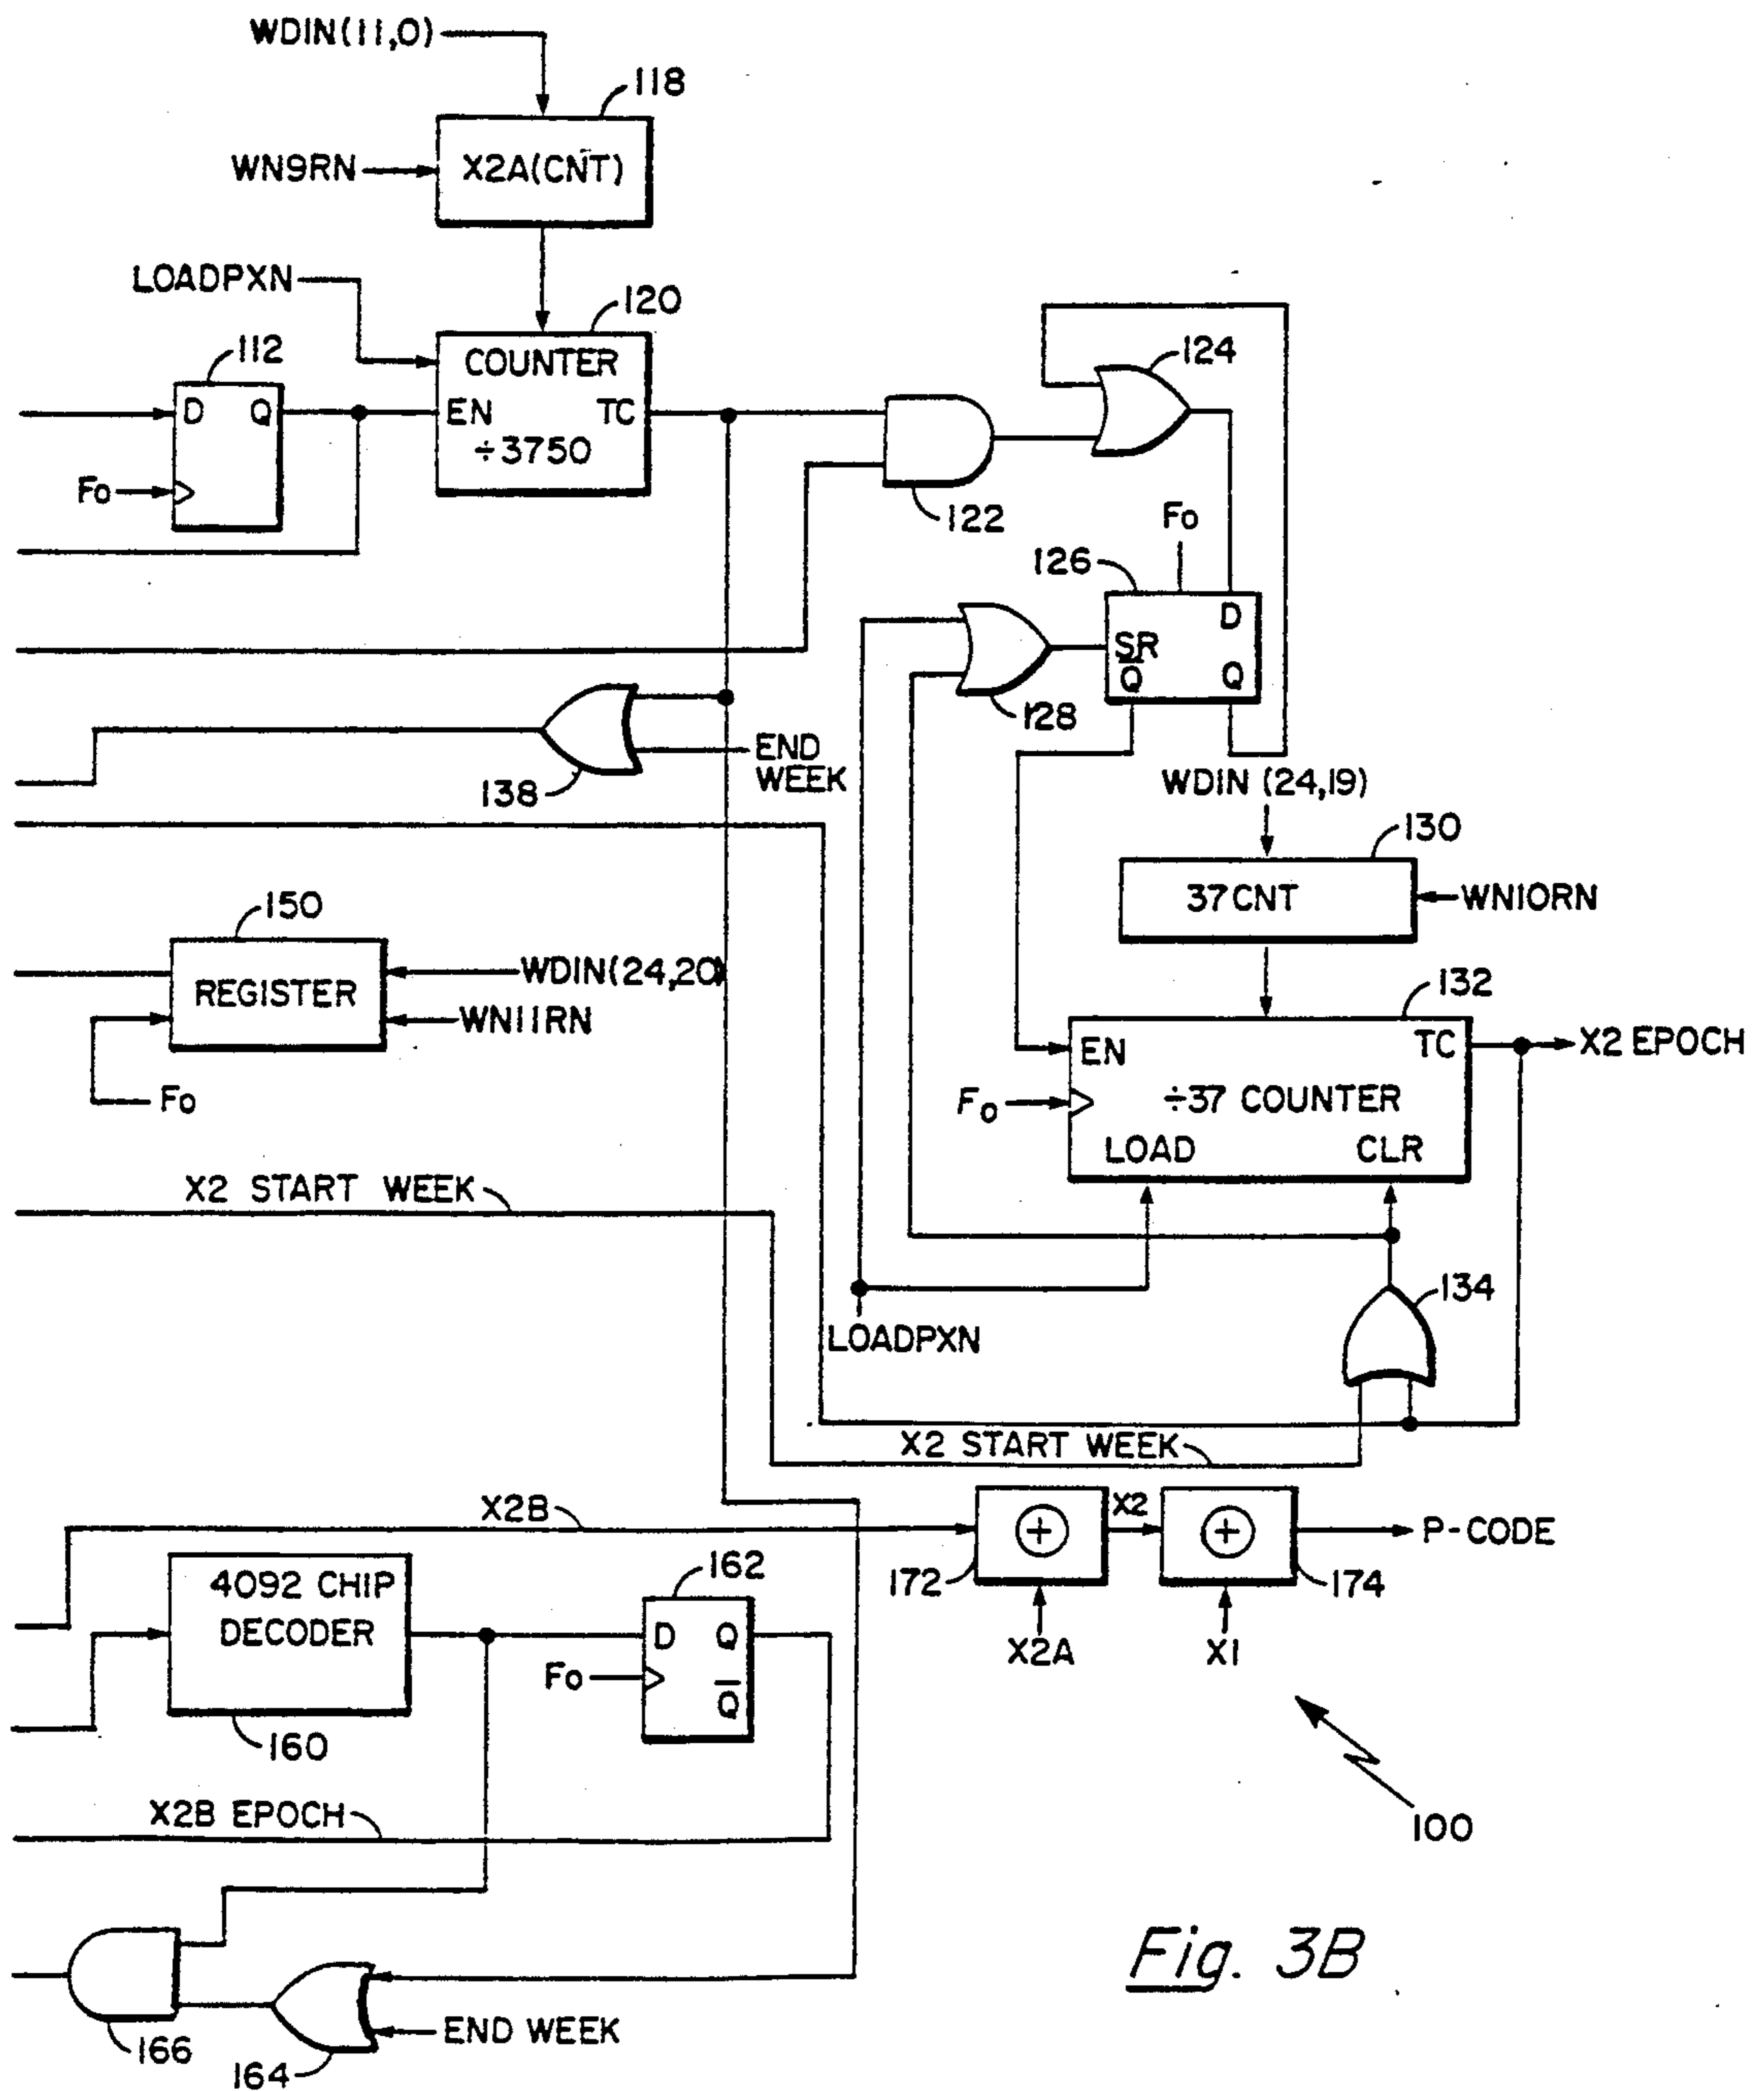 WDIN(11,0)
118
WN9RN
X2A(CNT)
LOADPXN
120
112
COUNTER
124
D Q
EN TC
÷3750
Fo
122
Fo
126
D
SR
Q̅ Q
128
END
WEEK
138
WDIN (24,19)
130
37CNT
WN10RN
150
REGISTER
WDIN(24,20)
WN11RN
Fo
132
EN TC
X2 EPOCH
Fo
÷37 COUNTER
LOAD CLR
X2 START WEEK
134
LOADPXN
X2 START WEEK
X2B
X2
P-CODE
172
174
X2A
X1
4092 CHIP
DECODER
162
D Q
Fo
Q̅
160
100
X2B EPOCH
166
164
END WEEK
Fig. 3B